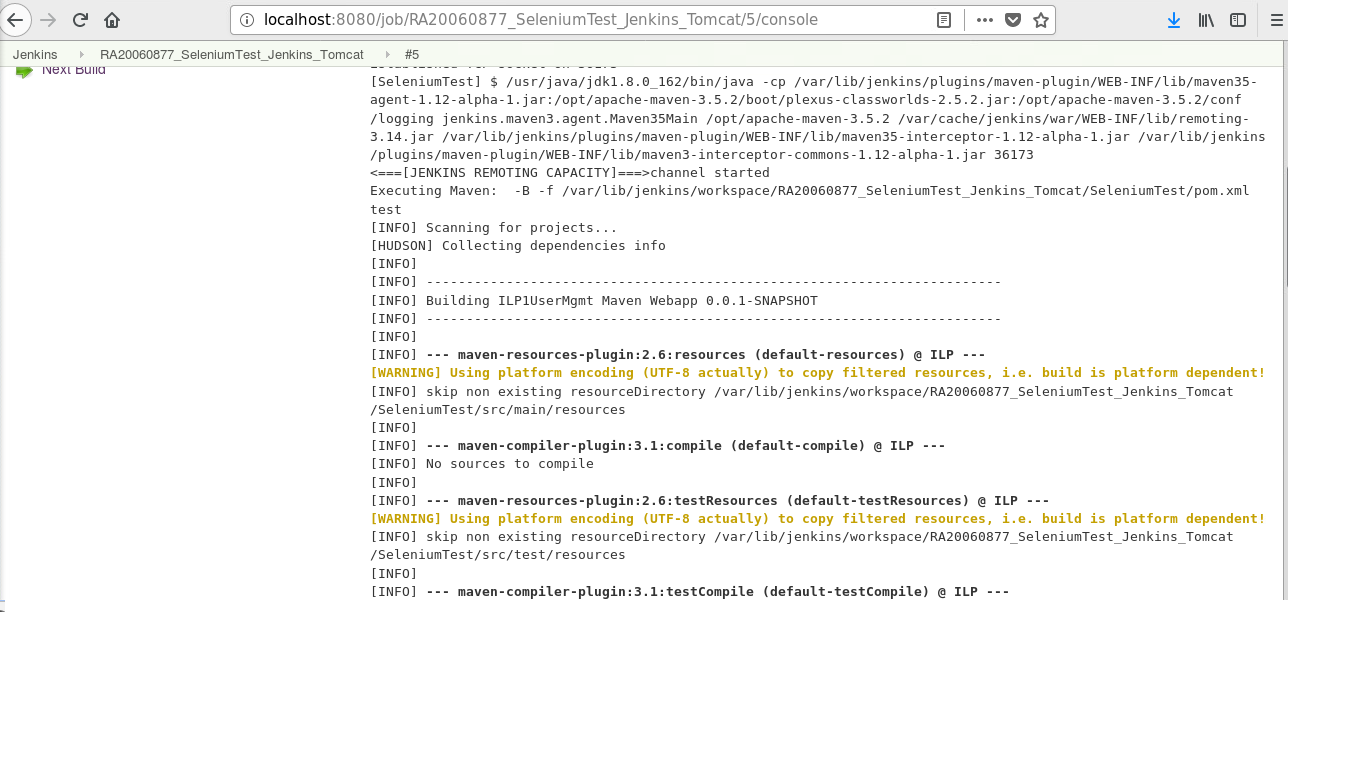 localhost:8080/job/RA20060877_SeleniumTest_Jenkins_Tomcat/5/console
Jenkins RA20060877_SeleniumTest_Jenkins_Tomcat #5
Next Build
[SeleniumTest] $ /usr/java/jdk1.8.0_162/bin/java -cp /var/lib/jenkins/plugins/maven-plugin/WEB-INF/lib/maven35-
agent-1.12-alpha-1.jar:/opt/apache-maven-3.5.2/boot/plexus-classworlds-2.5.2.jar:/opt/apache-maven-3.5.2/conf
/logging jenkins.maven3.agent.Maven35Main /opt/apache-maven-3.5.2 /var/cache/jenkins/war/WEB-INF/lib/remoting-
3.14.jar /var/lib/jenkins/plugins/maven-plugin/WEB-INF/lib/maven35-interceptor-1.12-alpha-1.jar /var/lib/jenkins
/plugins/maven-plugin/WEB-INF/lib/maven3-interceptor-commons-1.12-alpha-1.jar 36173
<===[JENKINS REMOTING CAPACITY]===>channel started
Executing Maven:  -B -f /var/lib/jenkins/workspace/RA20060877_SeleniumTest_Jenkins_Tomcat/SeleniumTest/pom.xml
test
[INFO] Scanning for projects...
[HUDSON] Collecting dependencies info
[INFO]
[INFO] ------------------------------------------------------------------------
[INFO] Building ILP1UserMgmt Maven Webapp 0.0.1-SNAPSHOT
[INFO] ------------------------------------------------------------------------
[INFO]
[INFO] --- maven-resources-plugin:2.6:resources (default-resources) @ ILP ---
[WARNING] Using platform encoding (UTF-8 actually) to copy filtered resources, i.e. build is platform dependent!
[INFO] skip non existing resourceDirectory /var/lib/jenkins/workspace/RA20060877_SeleniumTest_Jenkins_Tomcat
/SeleniumTest/src/main/resources
[INFO]
[INFO] --- maven-compiler-plugin:3.1:compile (default-compile) @ ILP ---
[INFO] No sources to compile
[INFO]
[INFO] --- maven-resources-plugin:2.6:testResources (default-testResources) @ ILP ---
[WARNING] Using platform encoding (UTF-8 actually) to copy filtered resources, i.e. build is platform dependent!
[INFO] skip non existing resourceDirectory /var/lib/jenkins/workspace/RA20060877_SeleniumTest_Jenkins_Tomcat
/SeleniumTest/src/test/resources
[INFO]
[INFO] --- maven-compiler-plugin:3.1:testCompile (default-testCompile) @ ILP ---